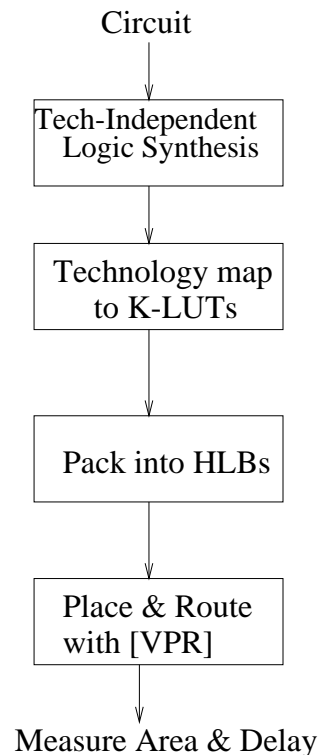 Circuit
Tech-Independent
Logic Synthesis
Technology map
to K-LUTs
Pack into HLBs
Place & Route
with [VPR]
Measure Area & Delay